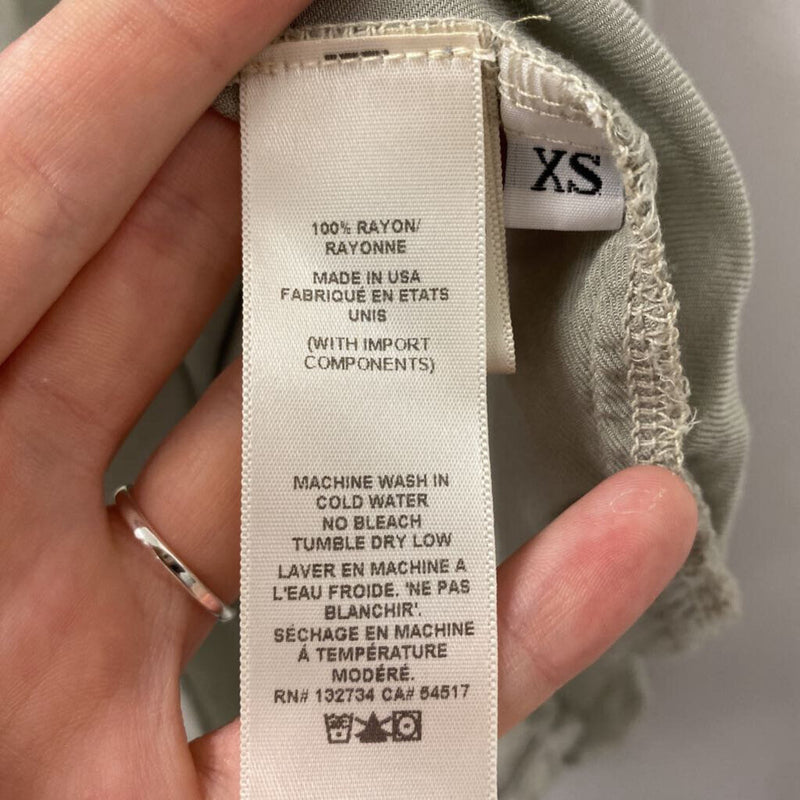 XS
100% RAYON/
RAYONNE
MADE IN USA
FABRIQUÉ EN ETATS
UNIS
(WITH IMPORT
COMPONENTS)
MACHINE WASH IN
COLD WATER
NO BLEACH
TUMBLE DRY LOW
LAVER EN MACHINE A
L'EAU FROIDE. 'NE PAS
BLANCHIR'.
SÉCHAGE EN MACHINE
Á TEMPÉRATURE
MODÉRÉ.
RN# 132734 CA# 54517